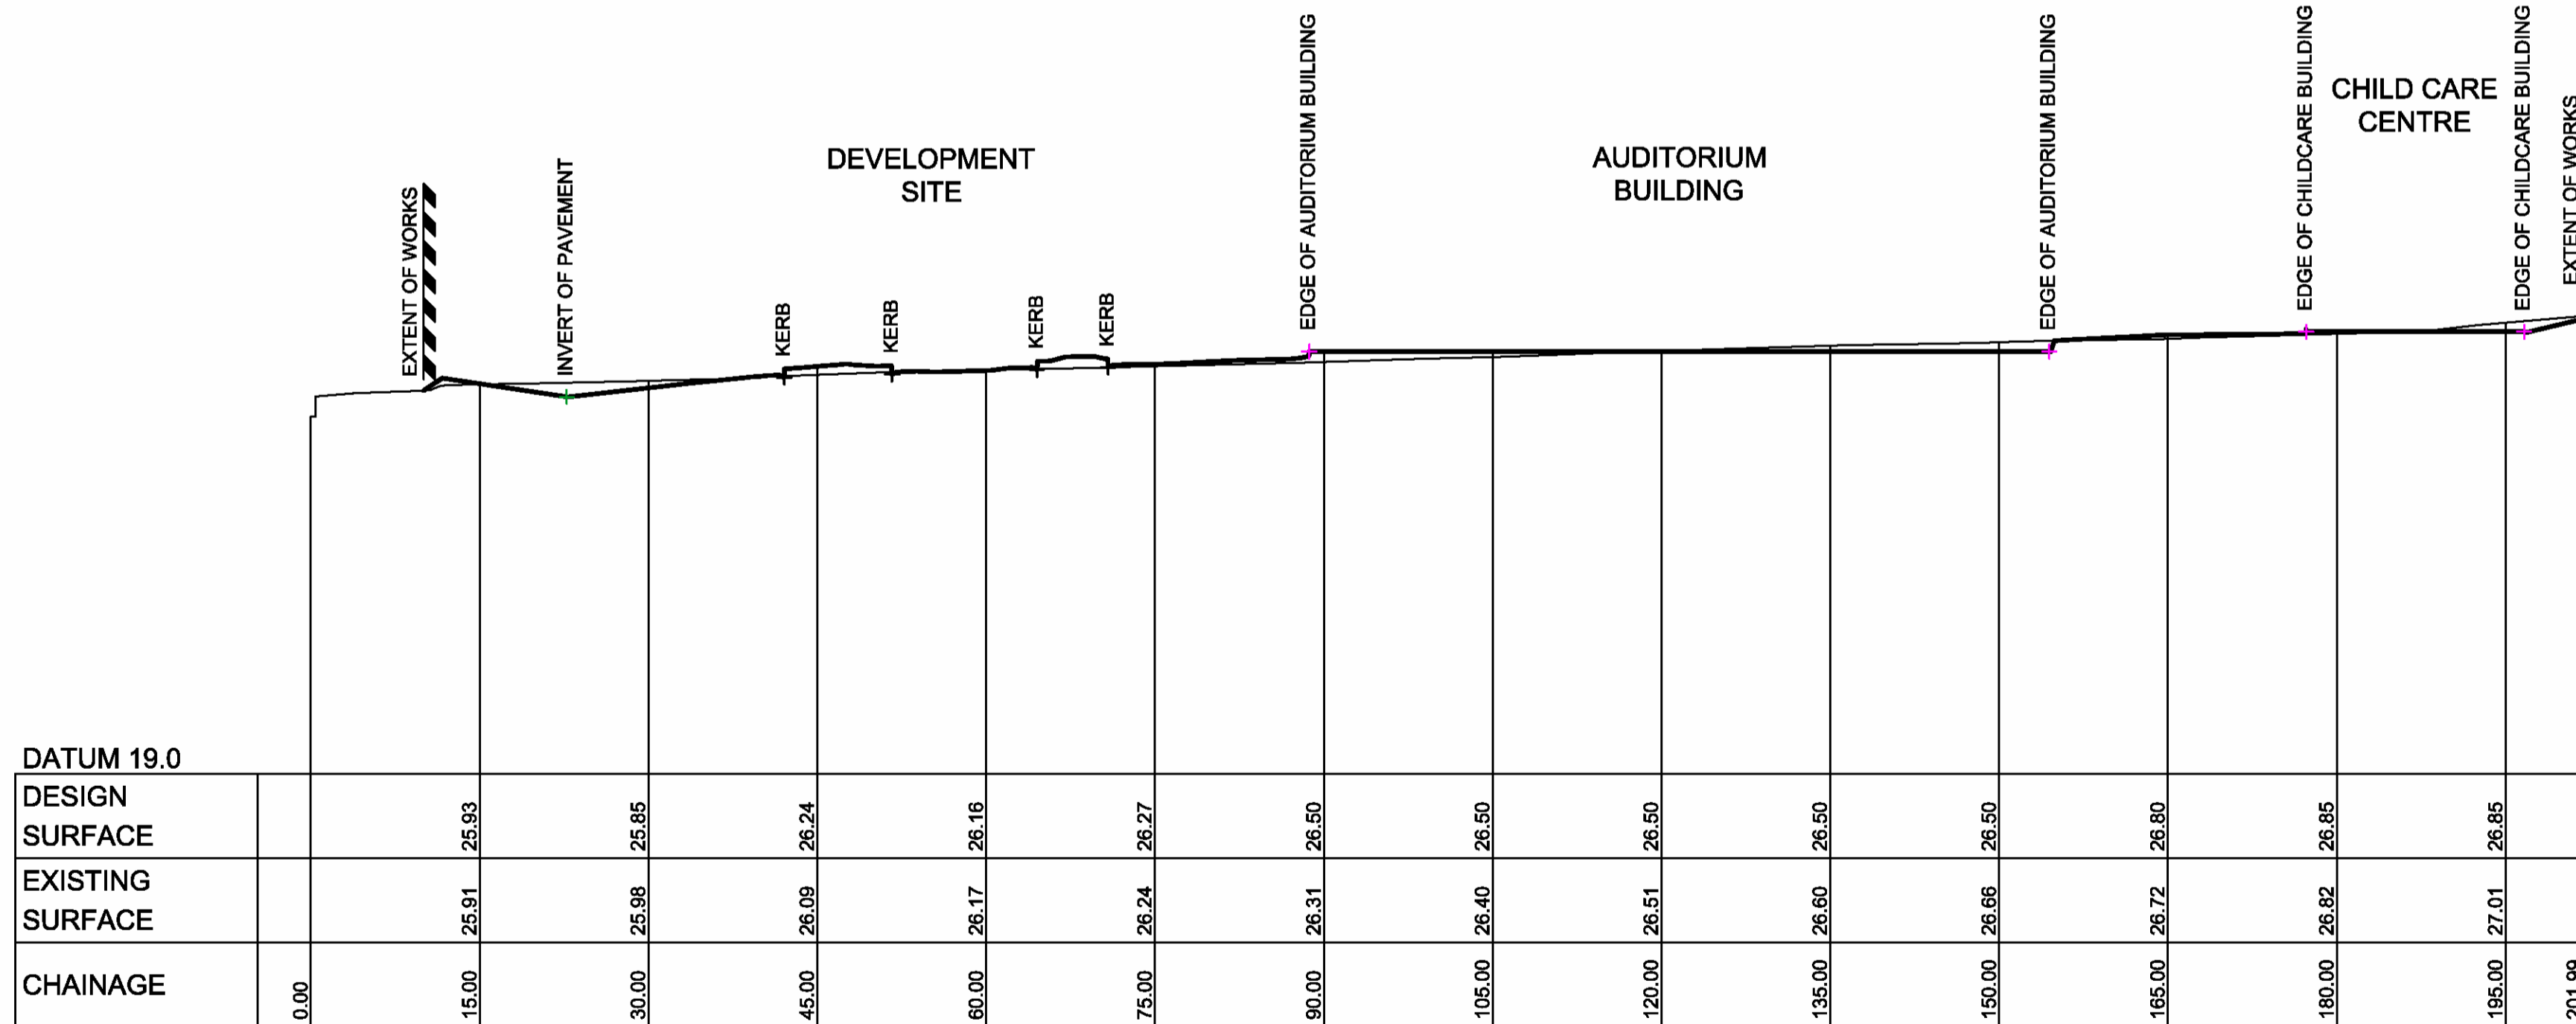 EXTENT OF WORKS
INVERT OF PAVEMENT
KERB
KERB
KERB
KERB
EDGE OF AUDITORIUM BUILDING
EDGE OF AUDITORIUM BUILDING
EDGE OF CHILDCARE BUILDING
EDGE OF CHILDCARE BUILDING
EXTENT OF WORKS
DEVELOPMENT
SITE
AUDITORIUM
BUILDING
CHILD CARE
CENTRE
DATUM 19.0
DESIGN
SURFACE
25.93
25.85
26.24
26.16
26.27
26.50
26.50
26.50
26.50
26.50
26.80
26.85
26.85
EXISTING
SURFACE
25.91
25.98
26.09
26.17
26.24
26.31
26.40
26.51
26.60
26.66
26.72
26.82
27.01
CHAINAGE
0.00
15.00
30.00
45.00
60.00
75.00
90.00
105.00
120.00
135.00
150.00
165.00
180.00
195.00
201.99